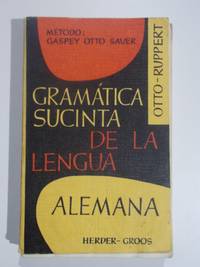 MÉTODO:
GASPEY OTTO SAUER
OTTO-RUPPERT
GRAMÁTICA
SUCINTA
DE LA
LENGUA
ALEMANA
HERDER-GROOS